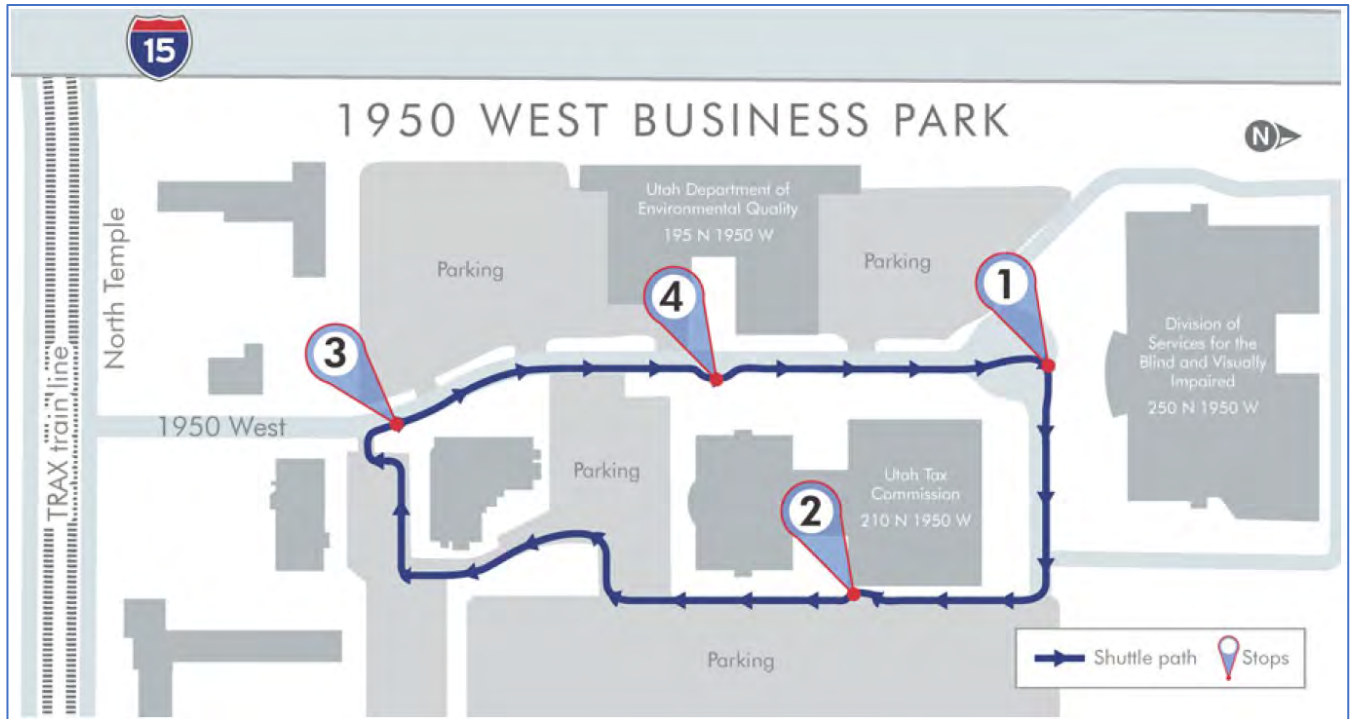 15
1950 WEST BUSINESS PARK
N
Utah Department of
Environmental Quality
195 N 1950 W
North Temple
Parking
Parking
4
1
3
Division of
Services for the
Blind and Visually
Impaired
250 N 1950 W
TRAX train line
1950 West
Parking
Utah Tax
Commission
210 N 1950 W
2
Parking
Shuttle path
Stops